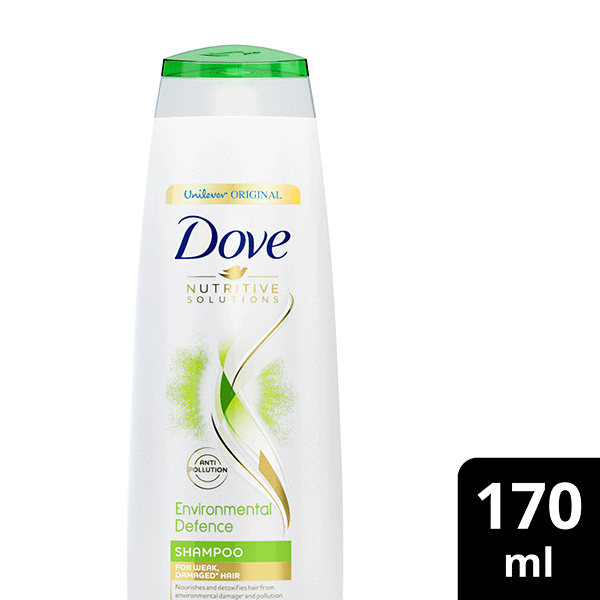 Unilever ORIGINAL
Dove
NUTRITIVE
SOLUTIONS
ANTI
POLLUTION
Environmental
Defence
SHAMPOO
FOR WEAK,
DAMAGED* HAIR
Nourishes and detoxifies hair from
environmental damage* and pollution
170
ml